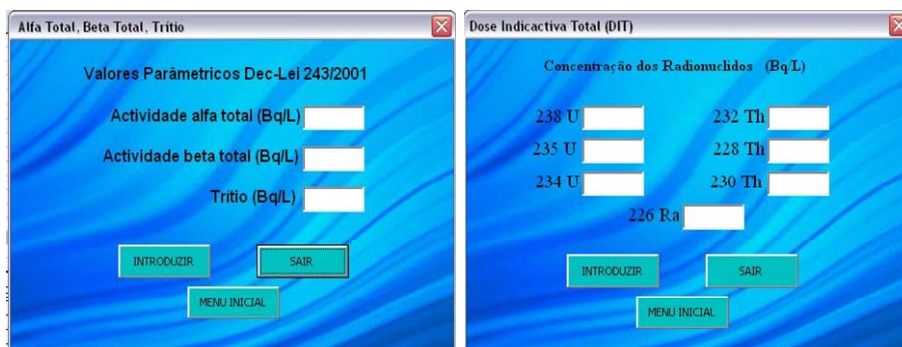 Alfa Total, Beta Total, Trítio
Valores Parâmetricos Dec-Lei 243/2001
Actividade alfa total (Bq/L)
Actividade beta total (Bq/L)
Trítio (Bq/L)
INTRODUZIR SAIR
MENU INICIAL
Dose Indicactiva Total (DIT)
Concentração dos Radionuclidos (Bq/L)
238 U 232 Th
235 U 228 Th
234 U 230 Th
226 Ra
INTRODUZIR SAIR
MENU INICIAL